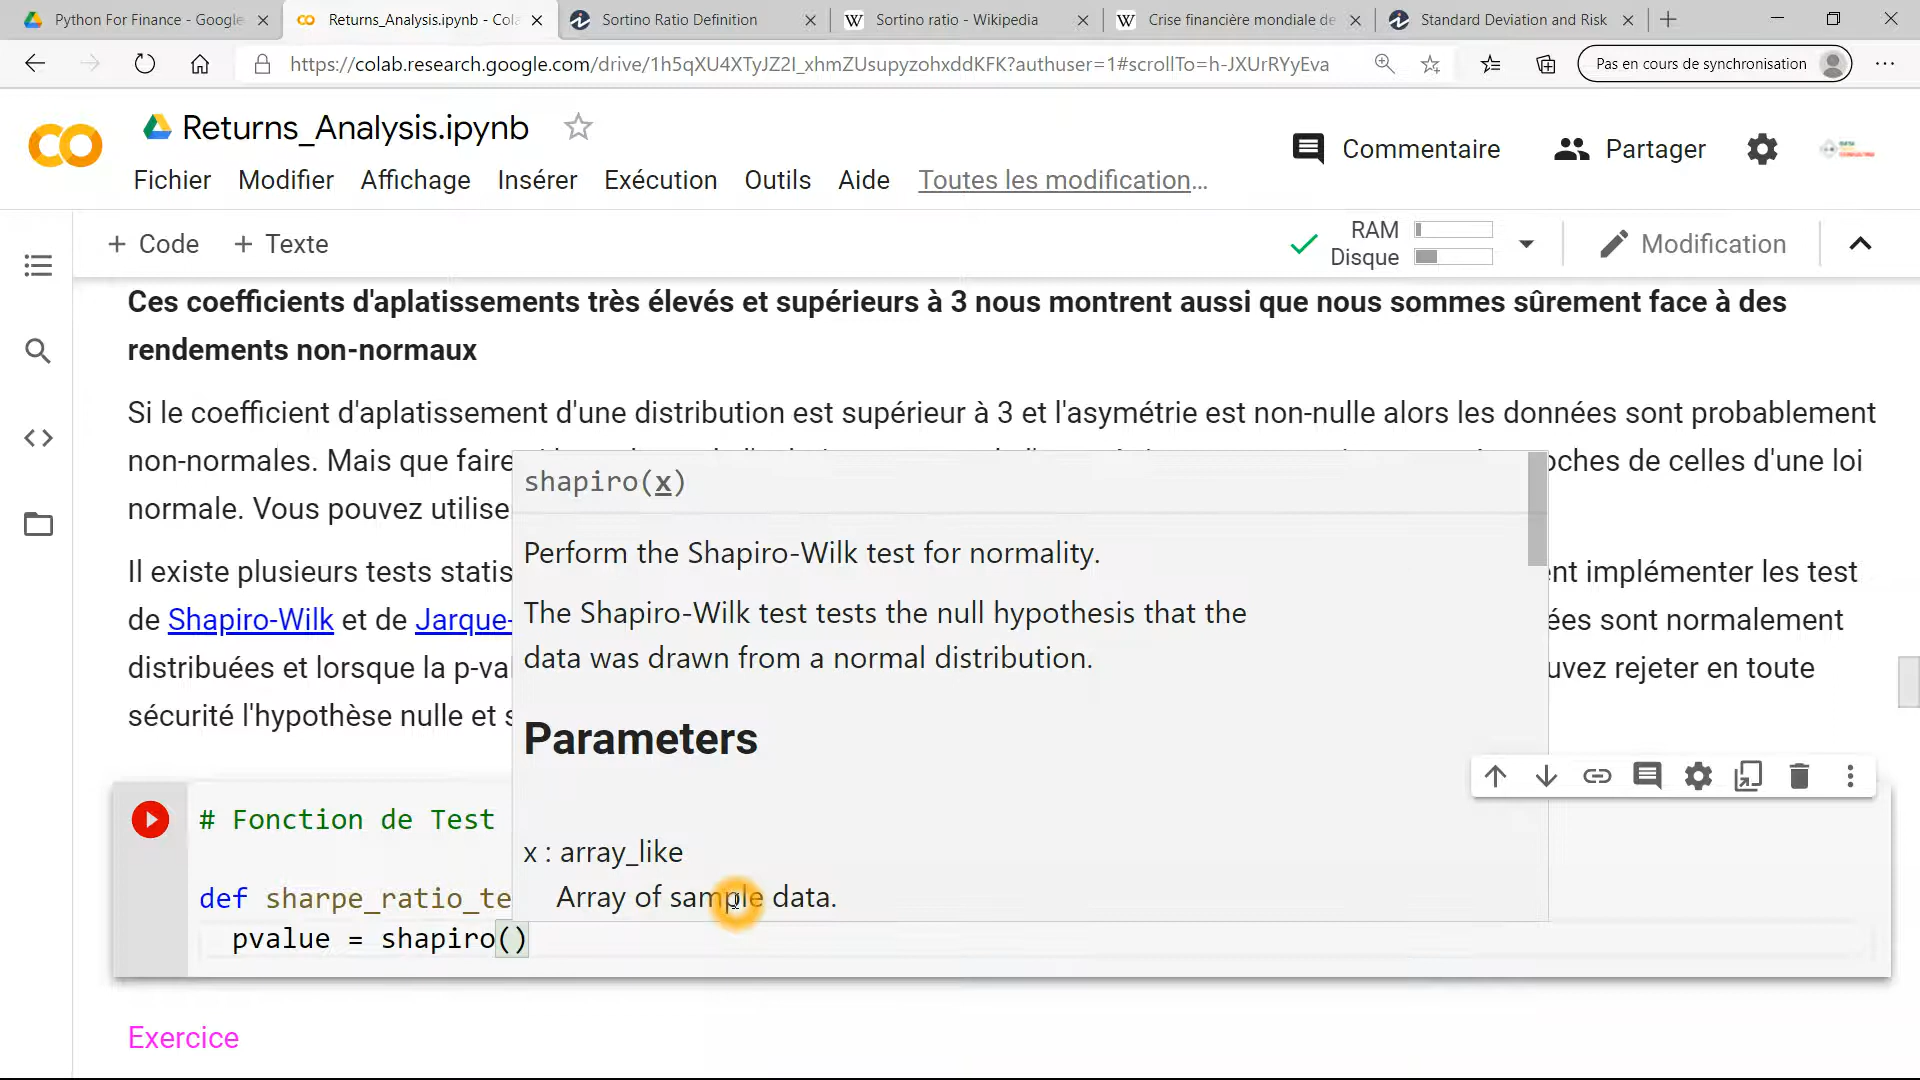 Python For Finance - Google
Returns_Analysis.ipynb - Cola
Sortino Ratio Definition
Sortino ratio - Wikipedia
Crise financière mondiale de
Standard Deviation and Risk
https://colab.research.google.com/drive/1h5qXU4XTyJZ2I_xhmZUsupyzohxddKFK?authuser=1#scrollTo=h-JXUrRYyEva
Pas en cours de synchronisation
Returns_Analysis.ipynb
Commentaire
Partager
Fichier Modifier Affichage Insérer Exécution Outils Aide Toutes les modification…
+ Code + Texte
RAM
Disque
Modification
Ces coefficients d'aplatissements très élevés et supérieurs à 3 nous montrent aussi que nous sommes sûrement face à des
rendements non-normaux
Si le coefficient d'aplatissement d'une distribution est supérieur à 3 et l'asymétrie est non-nulle alors les données sont probablement
non-normales. Mais que faire oches de celles d'une loi
normale. Vous pouvez utilise
Il existe plusieurs tests statis nt implémenter les test
de Shapiro-Wilk et de Jarque- ées sont normalement
distribuées et lorsque la p-va uvez rejeter en toute
sécurité l'hypothèse nulle et s
shapiro(x)
Perform the Shapiro-Wilk test for normality.
The Shapiro-Wilk test tests the null hypothesis that the
data was drawn from a normal distribution.
Parameters
x : array_like
Array of sample data.
# Fonction de Test
def sharpe_ratio_te
pvalue = shapiro()
Exercice